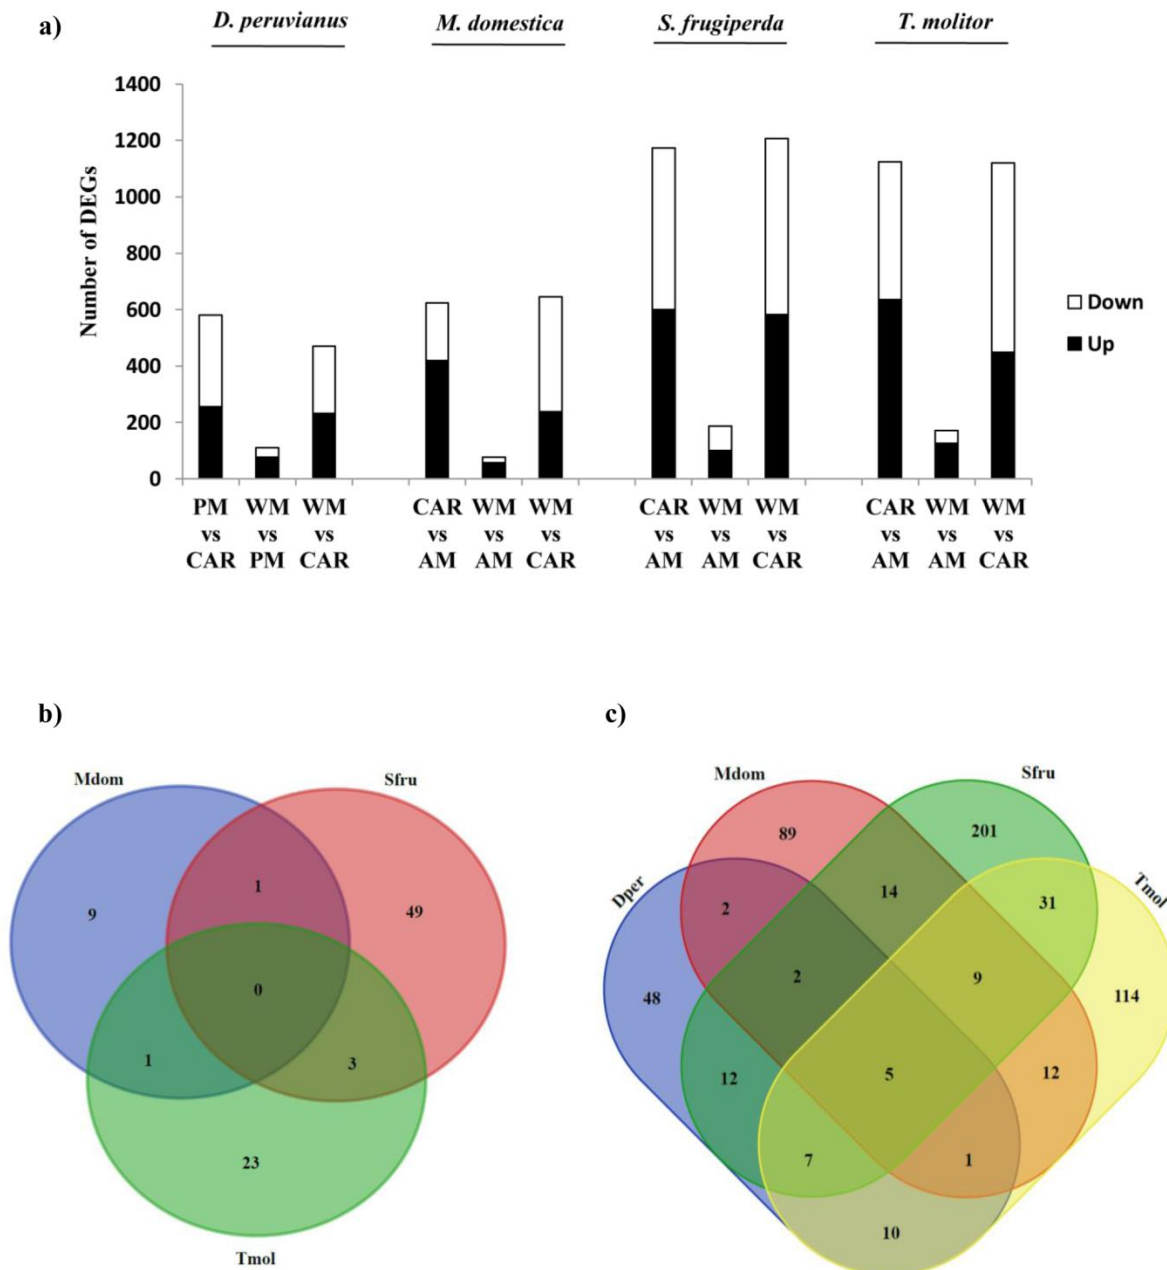 a)
D. peruvianus M. domestica S. frugiperda T. molitor
1400
1200
1000
800
600
400
200
0
Number of DEGs
Down
Up
PM WM WM CAR WM WM CAR WM WM CAR WM WM
vs vs vs vs vs vs vs vs vs vs vs vs
CAR PM CAR AM AM CAR AM AM CAR AM AM CAR
b)
Mdom Sfru
1
9 49
0
1 3
23
Tmol
c)
Mdom Sfru
Dper Tmol
89 201
2 14 31
48 2 9 114
12 5 12
7 1
10